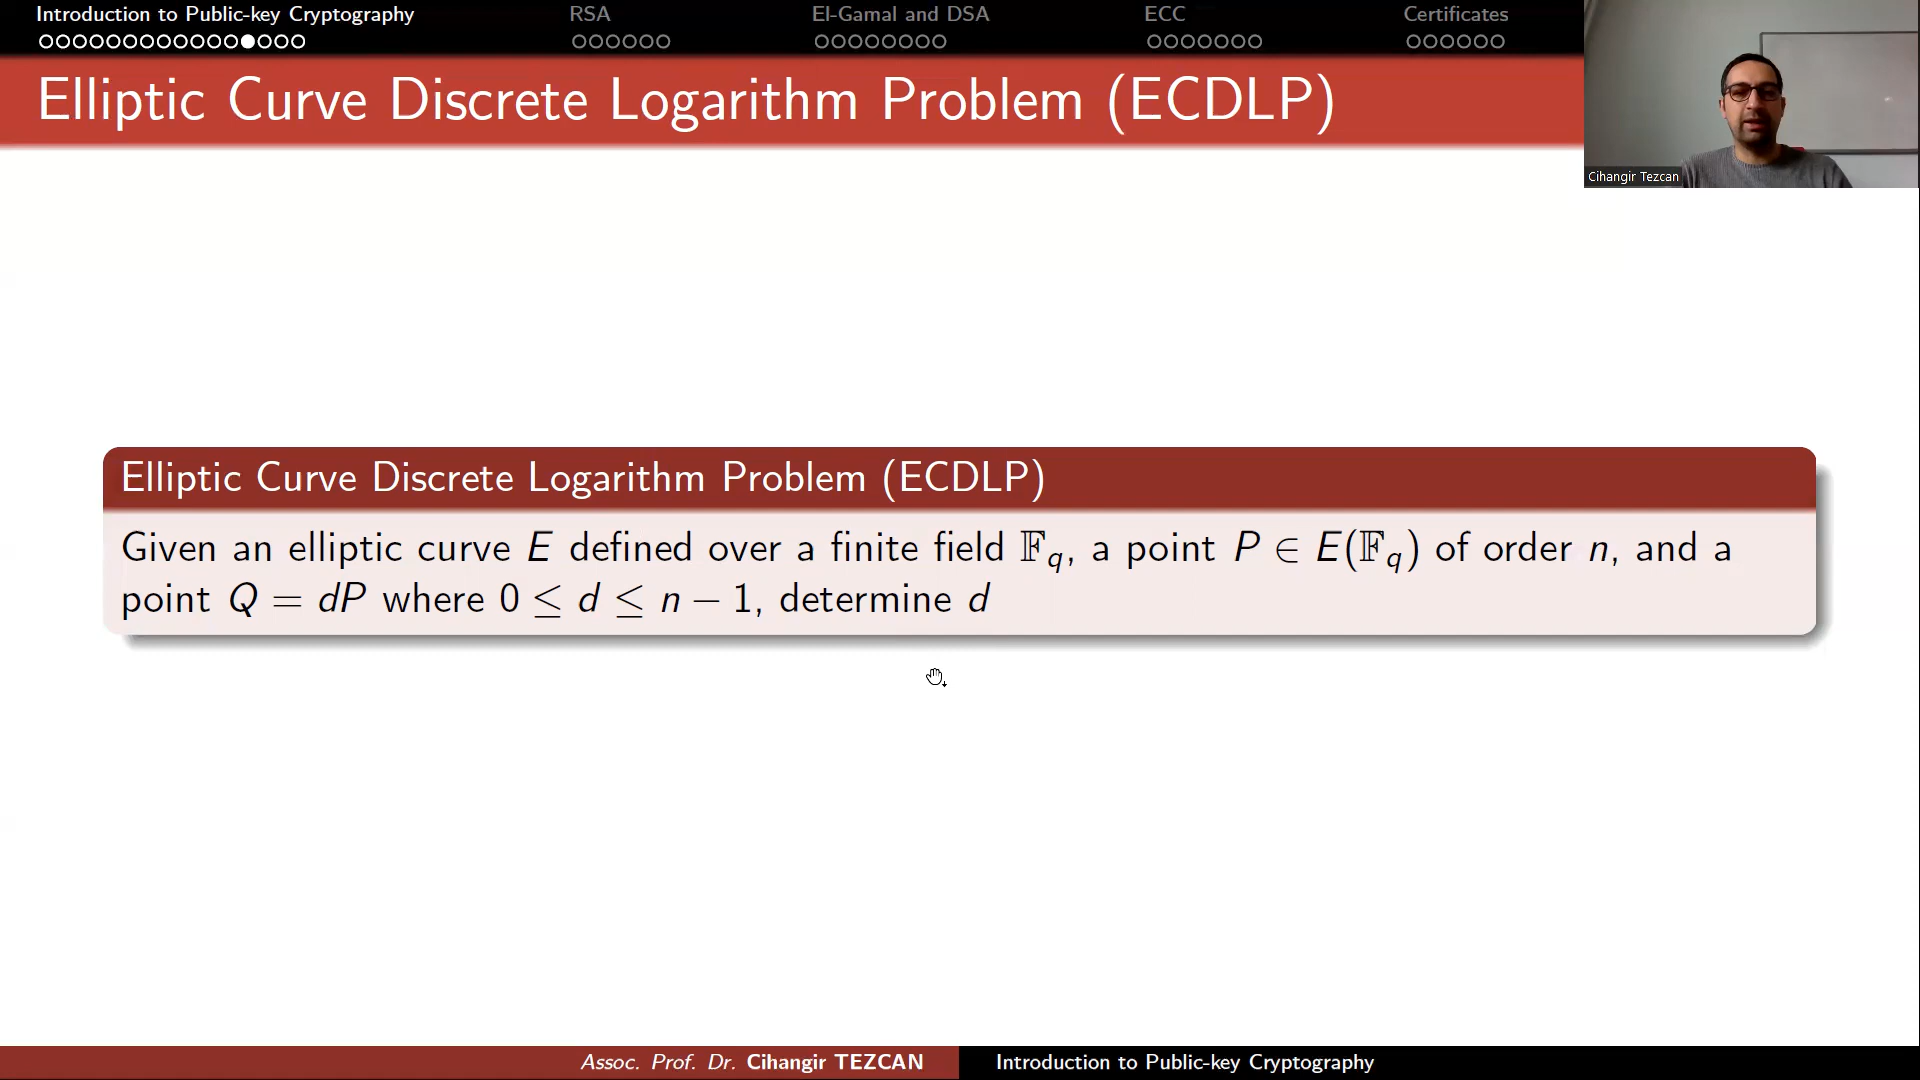 Introduction to Public-key Cryptography RSA El-Gamal and DSA ECC Certificates
Elliptic Curve Discrete Logarithm Problem (ECDLP)
Cihangir Tezcan
Elliptic Curve Discrete Logarithm Problem (ECDLP)
Given an elliptic curve E defined over a finite field 𝔽_q, a point P ∈ E(𝔽_q) of order n, and a
point Q = dP where 0 ≤ d ≤ n − 1, determine d
Assoc. Prof. Dr. Cihangir TEZCAN Introduction to Public-key Cryptography